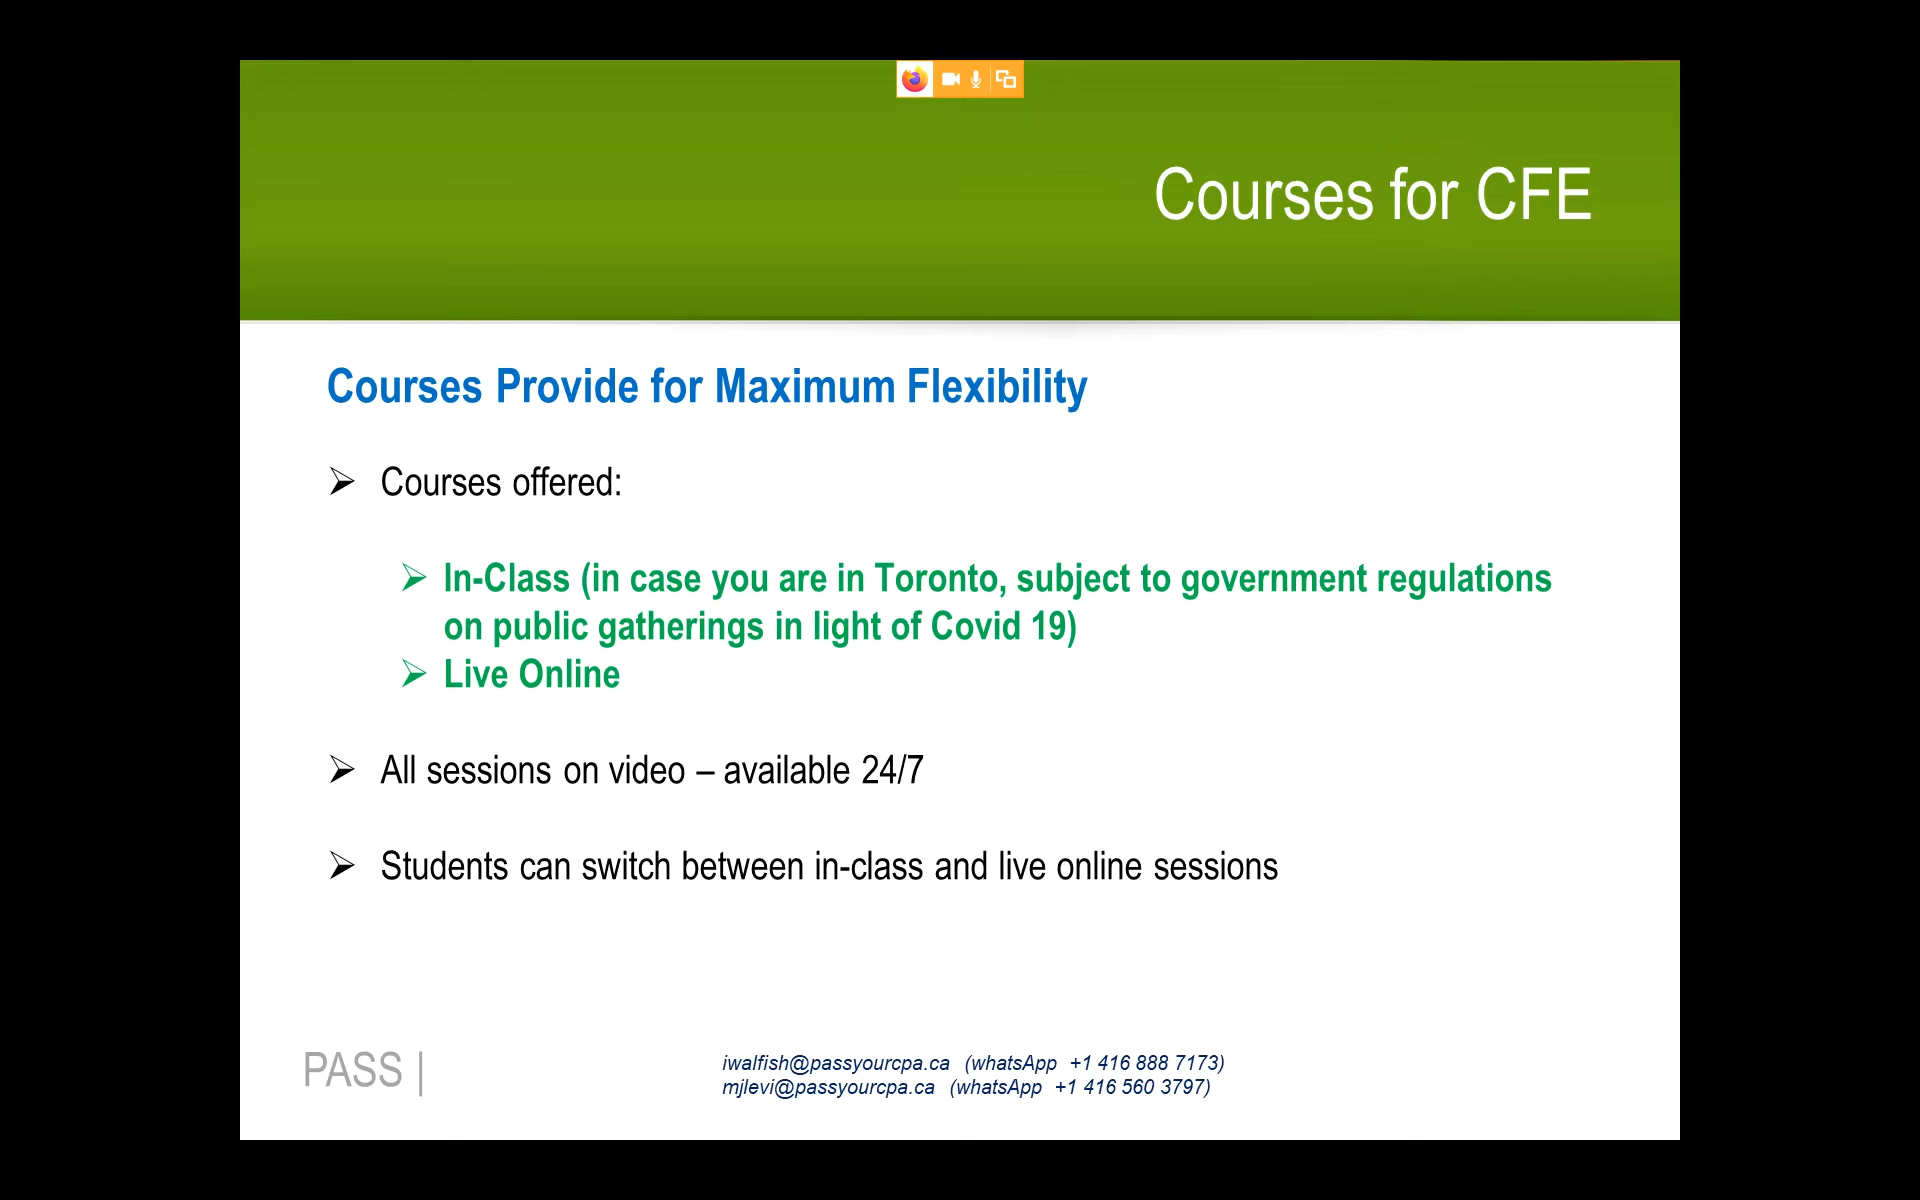 Courses for CFE
Courses Provide for Maximum Flexibility
Courses offered:
In-Class (in case you are in Toronto, subject to government regulations
on public gatherings in light of Covid 19)
Live Online
All sessions on video – available 24/7
Students can switch between in-class and live online sessions
PASS |
iwalfish@passyourcpa.ca (whatsApp +1 416 888 7173)
mjlevi@passyourcpa.ca (whatsApp +1 416 560 3797)